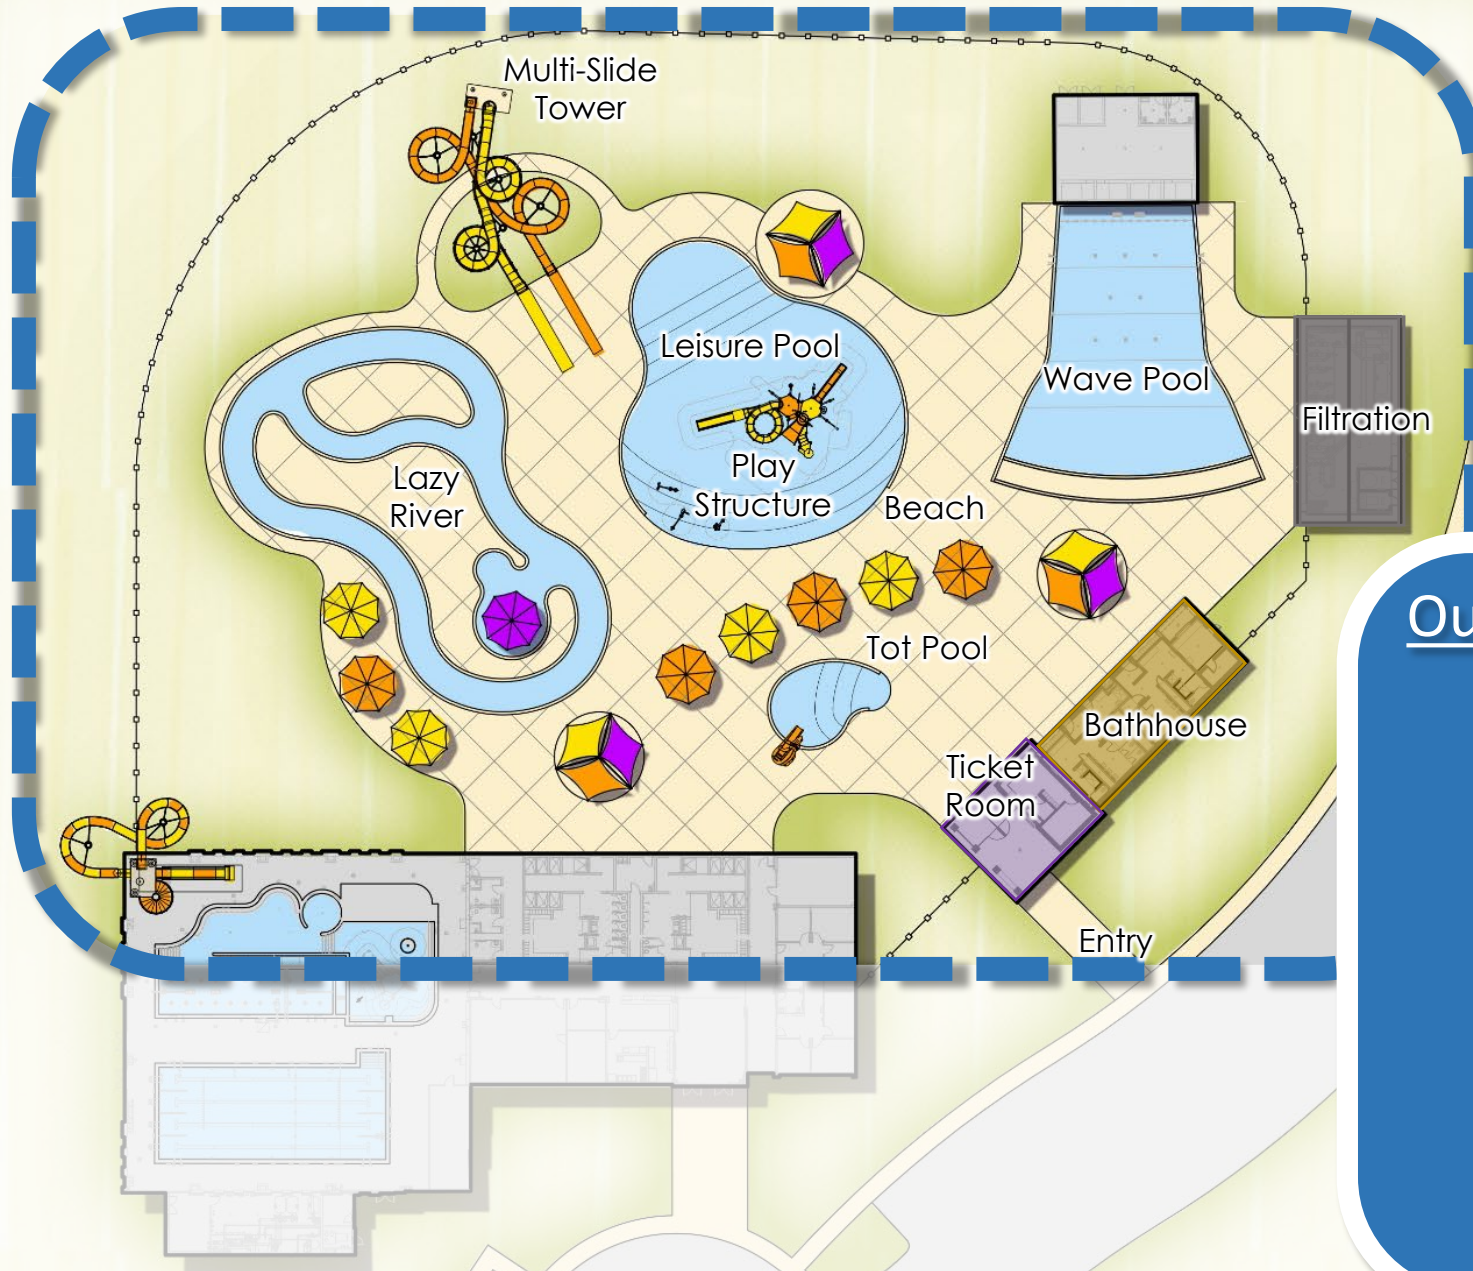 Multi-Slide
Tower
Leisure Pool
Wave Pool
Filtration
Play
Structure
Lazy
River
Beach
Ou
Tot Pool
Bathhouse
Ticket
Room
Entry